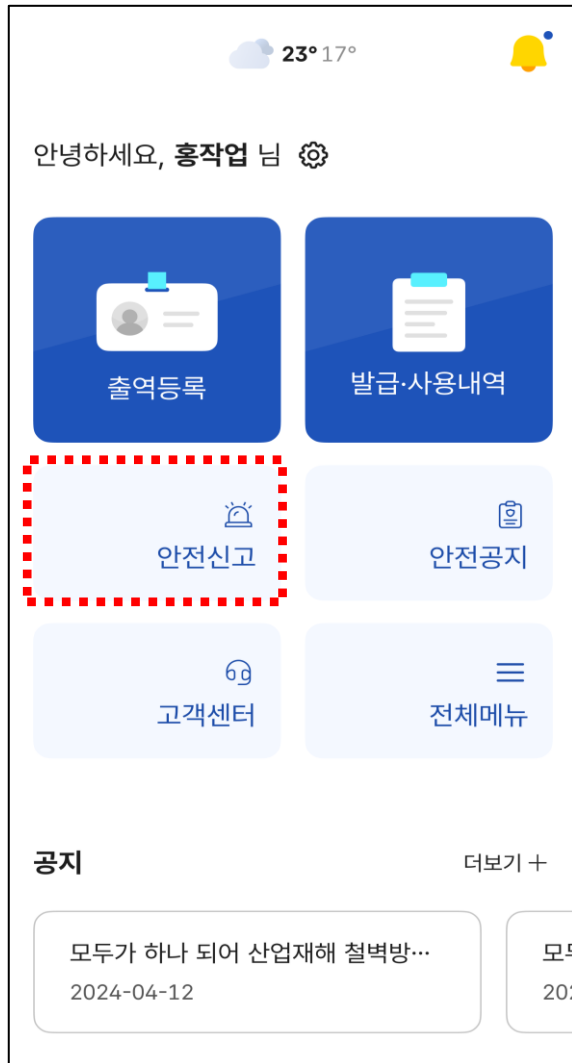 23° 17°
안녕하세요, 홍작업 님
출역등록
발급·사용내역
안전신고
안전공지
고객센터
전체메뉴
공지
더보기 +
모두가 하나 되어 산업재해 철벽방…
2024-04-12